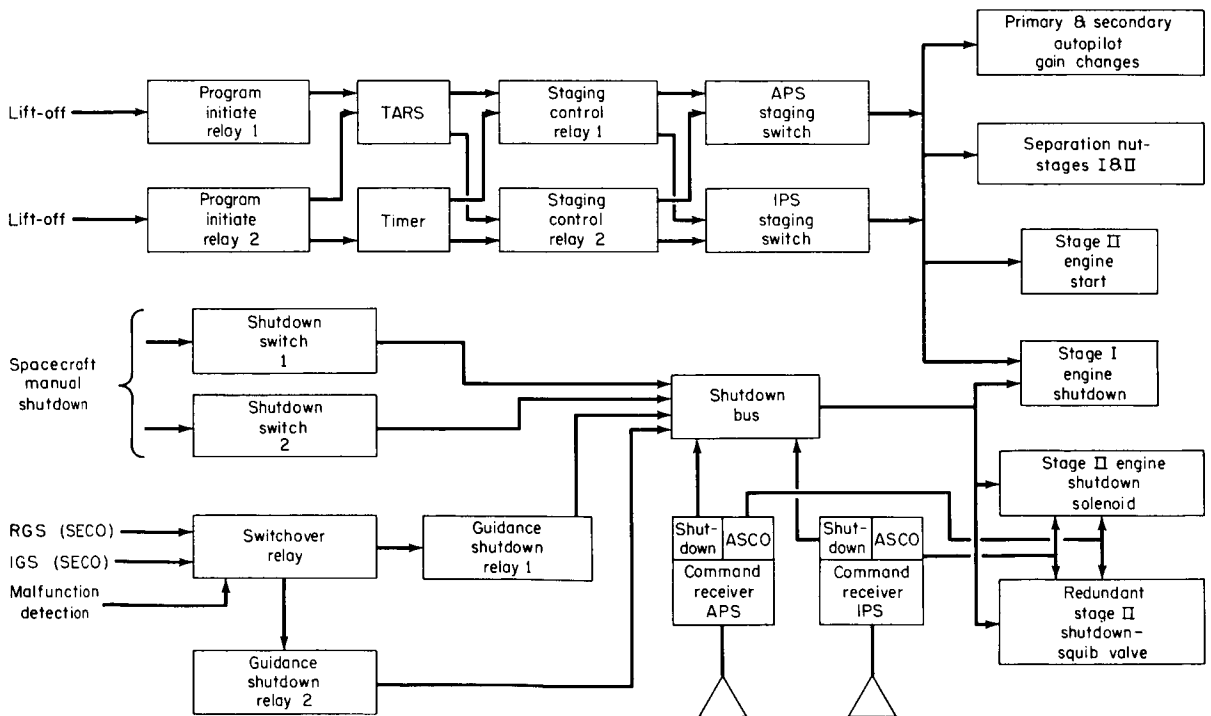 Primary & secondary
autopilot
gain changes
Lift-off
Program
initiate
relay 1
TARS
Staging
control
relay 1
APS
staging
switch
Separation nut-
stages I & II
Lift-off
Program
initiate
relay 2
Timer
Staging
control
relay 2
IPS
staging
switch
Stage II
engine
start
Spacecraft
manual
shutdown
Shutdown
switch
1
Shutdown
switch
2
Shutdown
bus
Stage I
engine
shutdown
Stage II engine
shutdown
solenoid
RGS (SECO)
IGS (SECO)
Malfunction
detection
Switchover
relay
Guidance
shutdown
relay 1
Shut-
down
ASCO
Command
receiver
APS
Shut-
down
ASCO
Command
receiver
IPS
Redundant
stage II
shutdown-
squib valve
Guidance
shutdown
relay 2